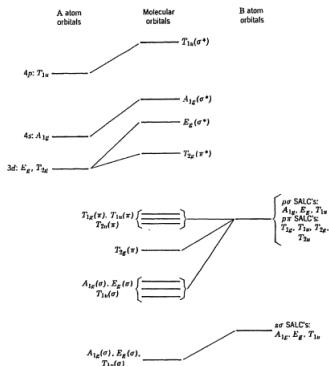 A atom
orbitals
Molecular
orbitals
B atom
orbitals
T1u(σ*)
4p: T1u
A1g(σ*)
4s: A1g
Eg(σ*)
T2g(π*)
3d: Eg, T2g
T1g(π), T1u(π)
T2u(π)
pσ SALC's:
A1g, Eg, T1u
pπ SALC's:
T1g, T1u, T2g,
T2u
T2g(π)
A1g(σ), Eg(σ)
T1u(σ)
sσ SALC's:
A1g, Eg, T1u
A1g(σ), Eg(σ),
T1u(σ)